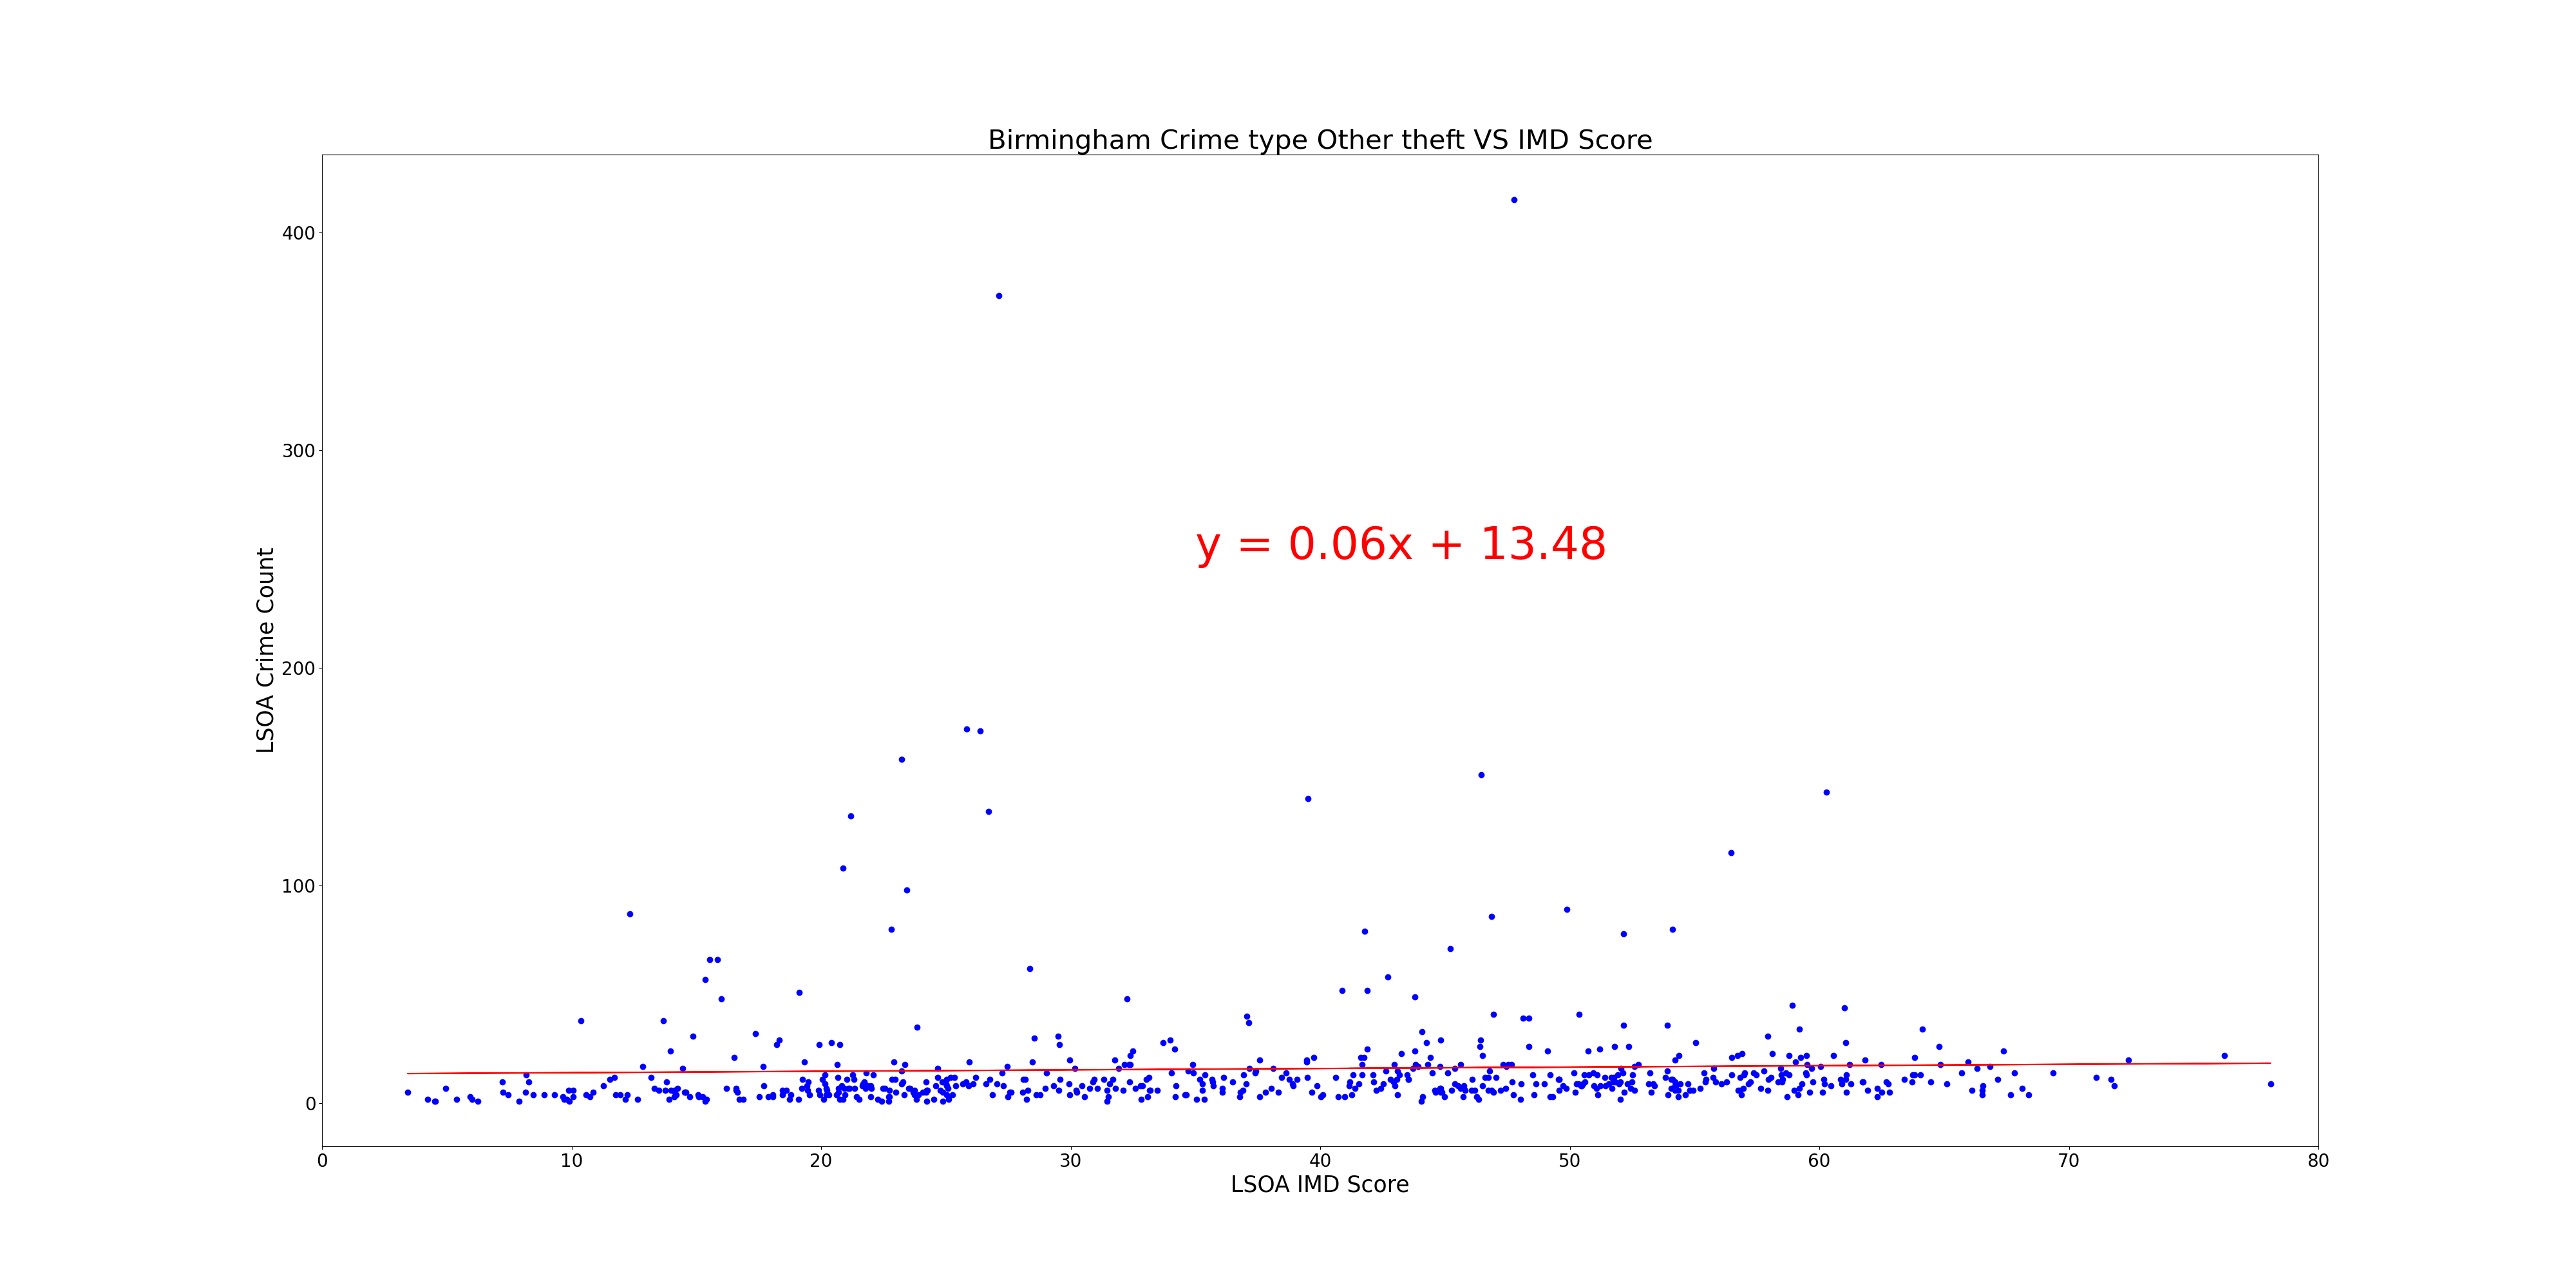 Birmingham Crime type Other theft VS IMD Score
400
300
200
100
0
LSOA Crime Count
y = 0.06x + 13.48
0 10 20 30 40 50 60 70 80
LSOA IMD Score